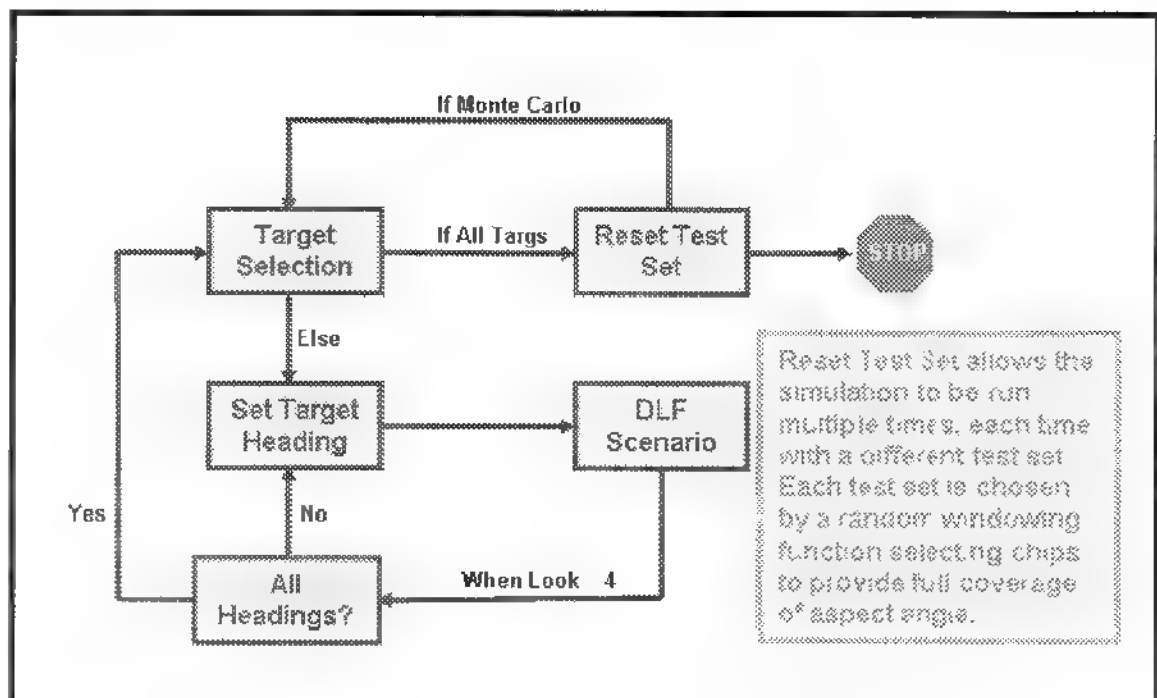 If Monte Carlo
Target
Selection
If All Targs
Reset Test
Set
STOP
Else
Set Target
Heading
DLF
Scenario
Reset Test Set allows the
simulation to be run
multiple times, each time
with a different test set
Each test set is chosen
by a random windowing
function selecting chips
to provide full coverage
of aspect angle.
Yes
No
All
Headings?
When Look 4